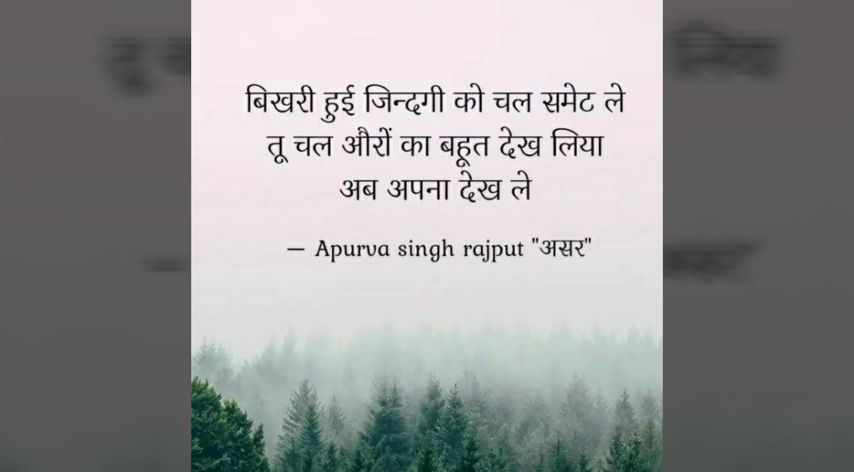 बिखरी हुई जिन्दगी को चल समेट ले
तू चल औरों का बहूत देख लिया
अब अपना देख ले
— Apurva singh rajput "असर"